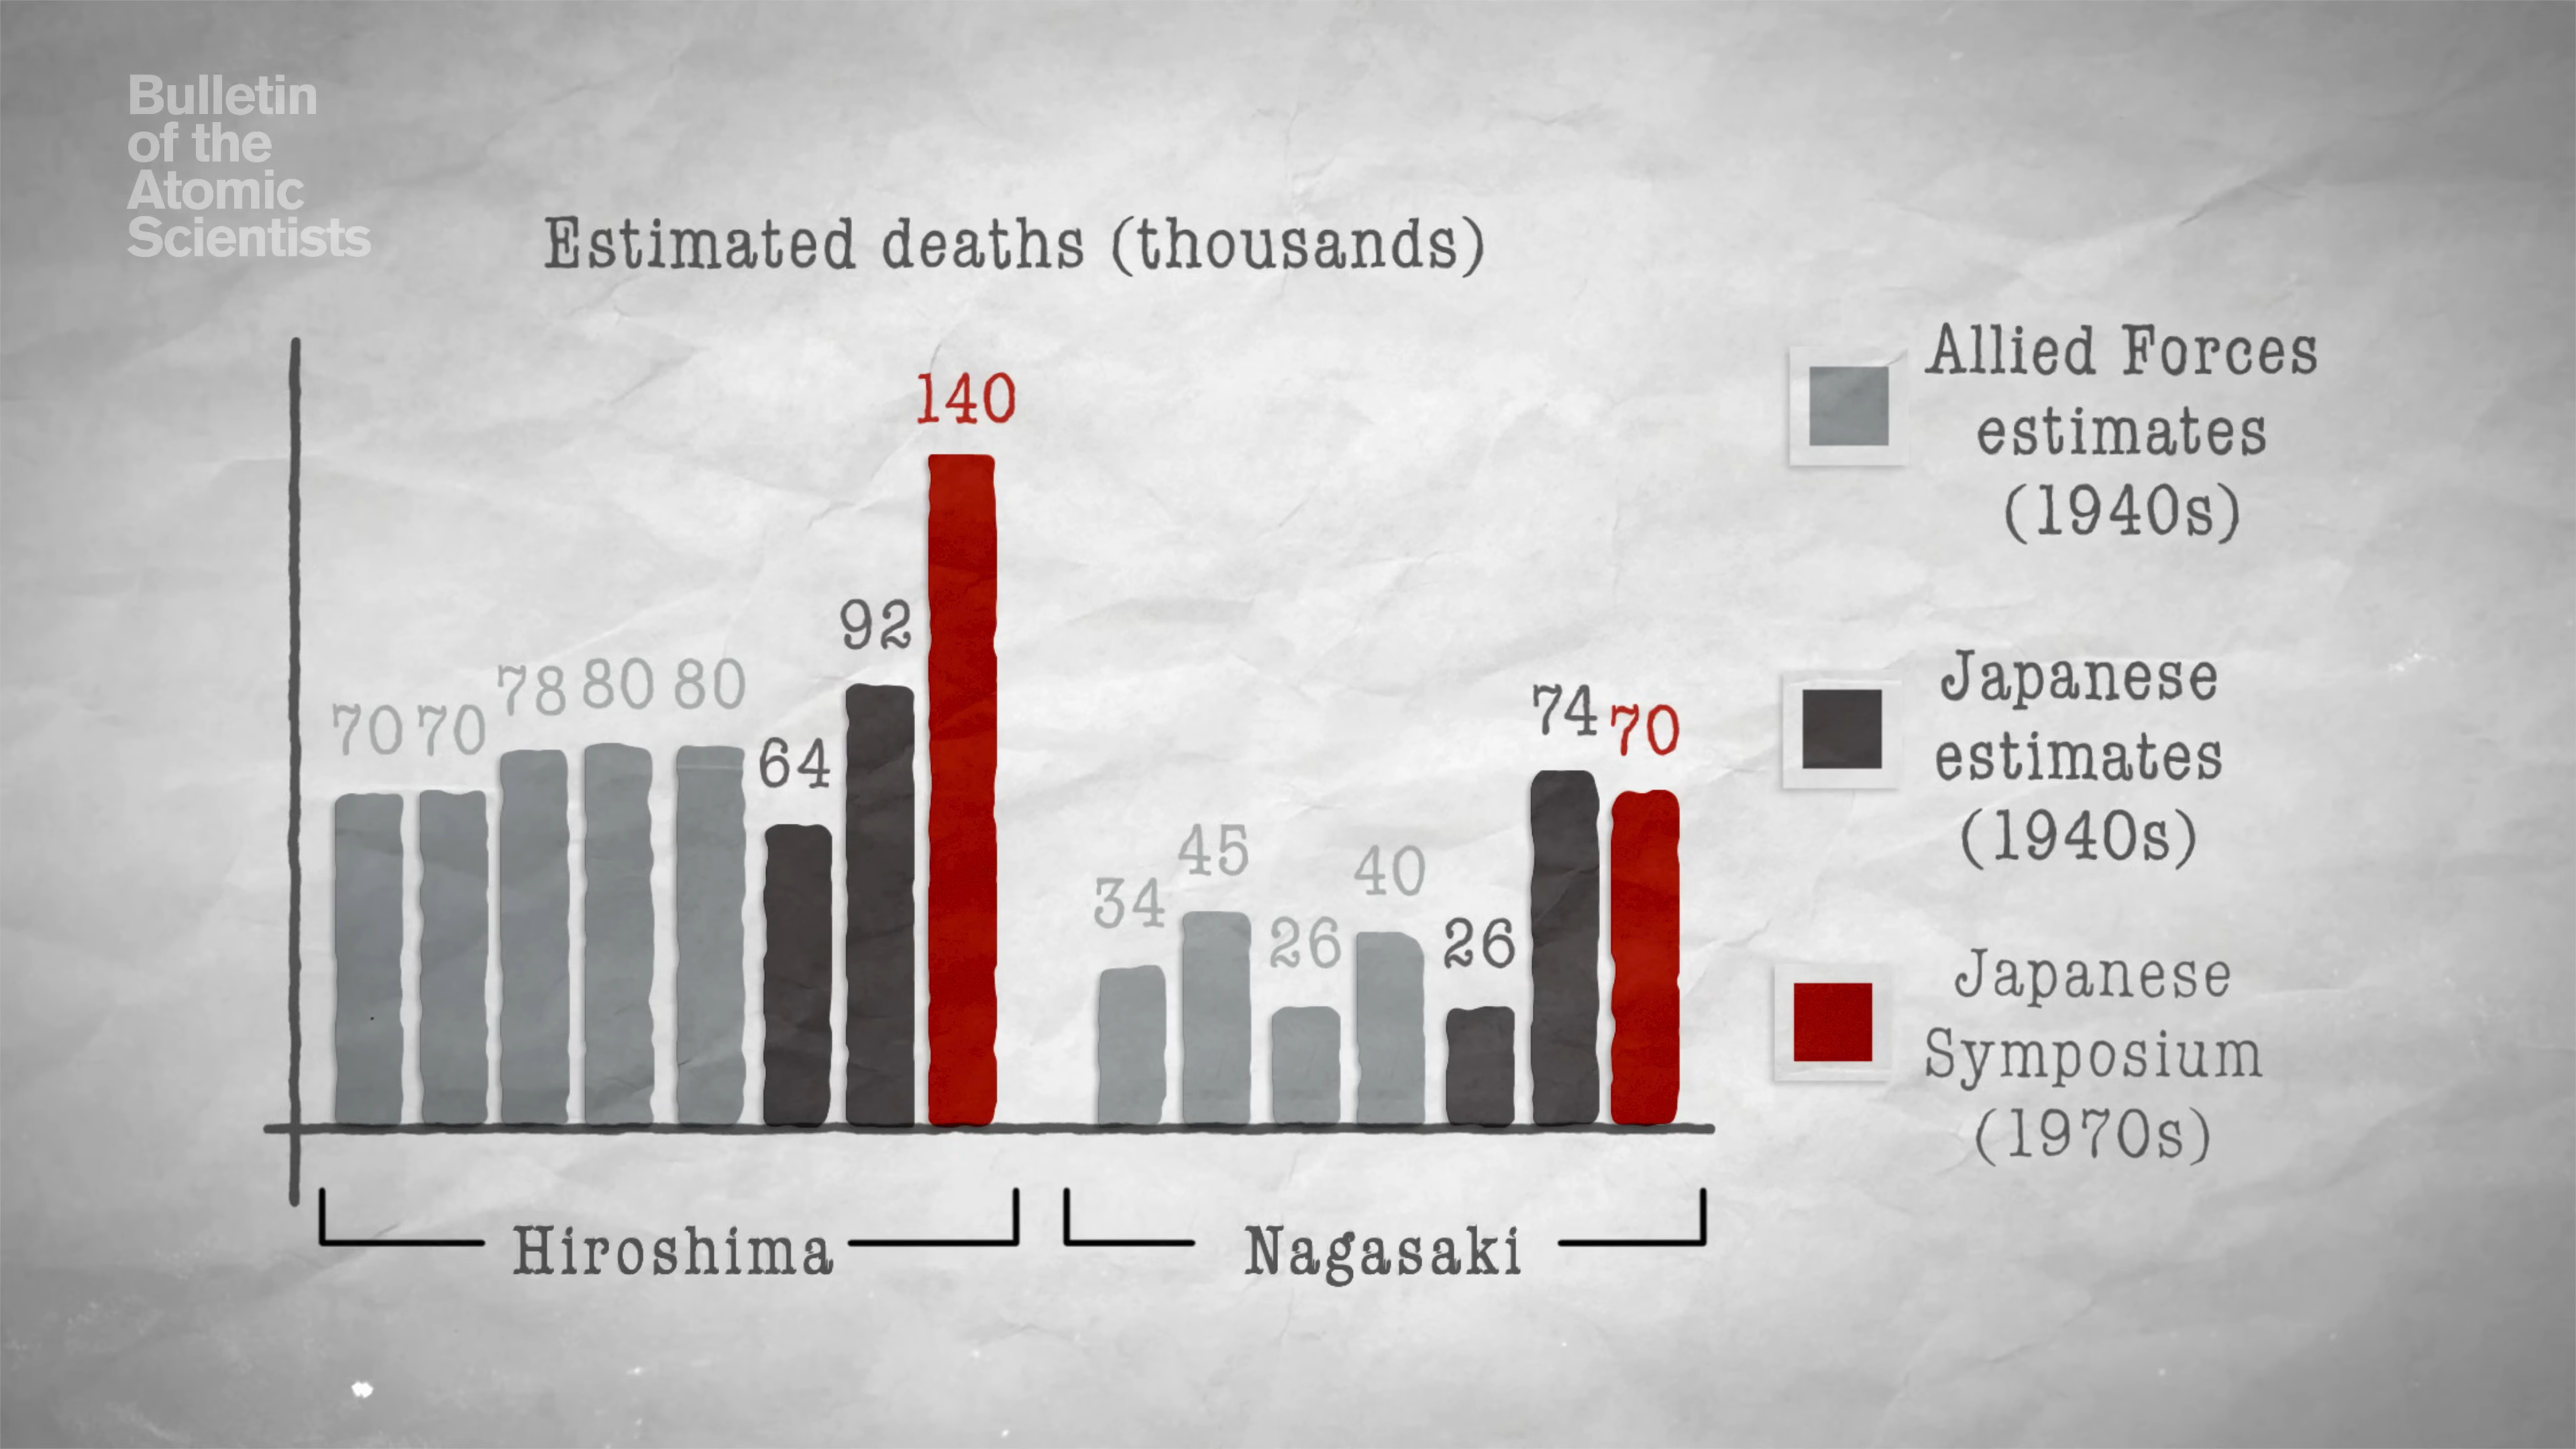 Bulletin
of the
Atomic
Scientists
Estimated deaths (thousands)
70 70 78 80 80 64 92 140
34 45 26 40 26 74 70
Hiroshima
Nagasaki
Allied Forces
estimates
(1940s)
Japanese
estimates
(1940s)
Japanese
Symposium
(1970s)